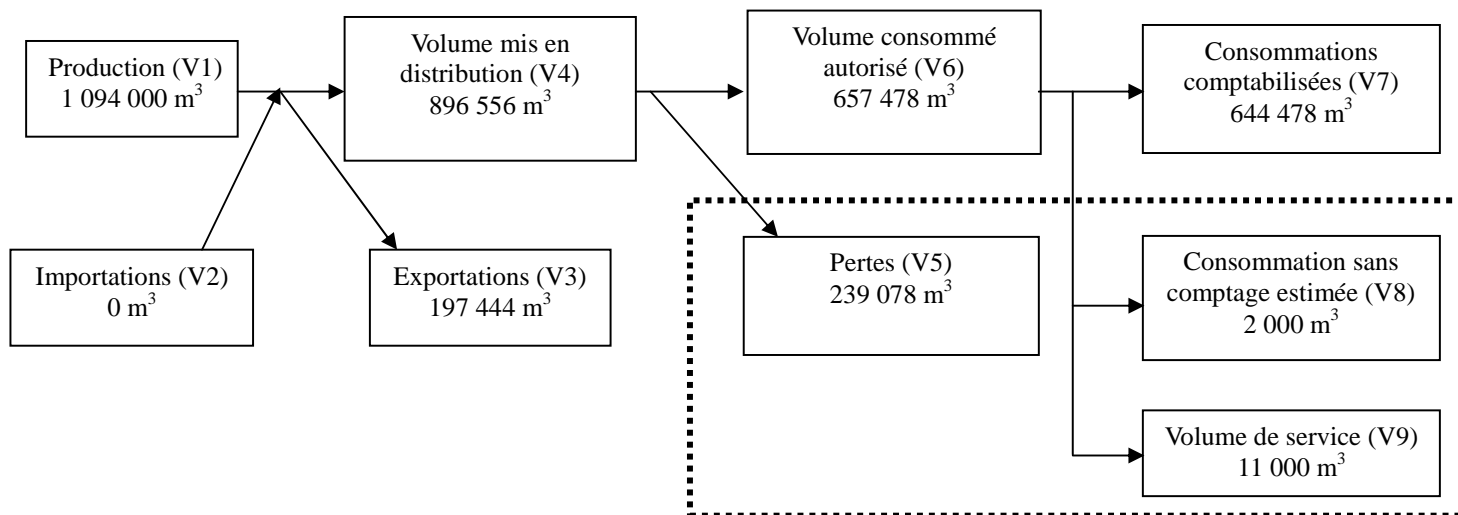 Production (V1)
1 094 000 m³
Volume mis en
distribution (V4)
896 556 m³
Volume consommé
autorisé (V6)
657 478 m³
Consommations
comptabilisées (V7)
644 478 m³
Importations (V2)
0 m³
Exportations (V3)
197 444 m³
Pertes (V5)
239 078 m³
Consommation sans
comptage estimée (V8)
2 000 m³
Volume de service (V9)
11 000 m³